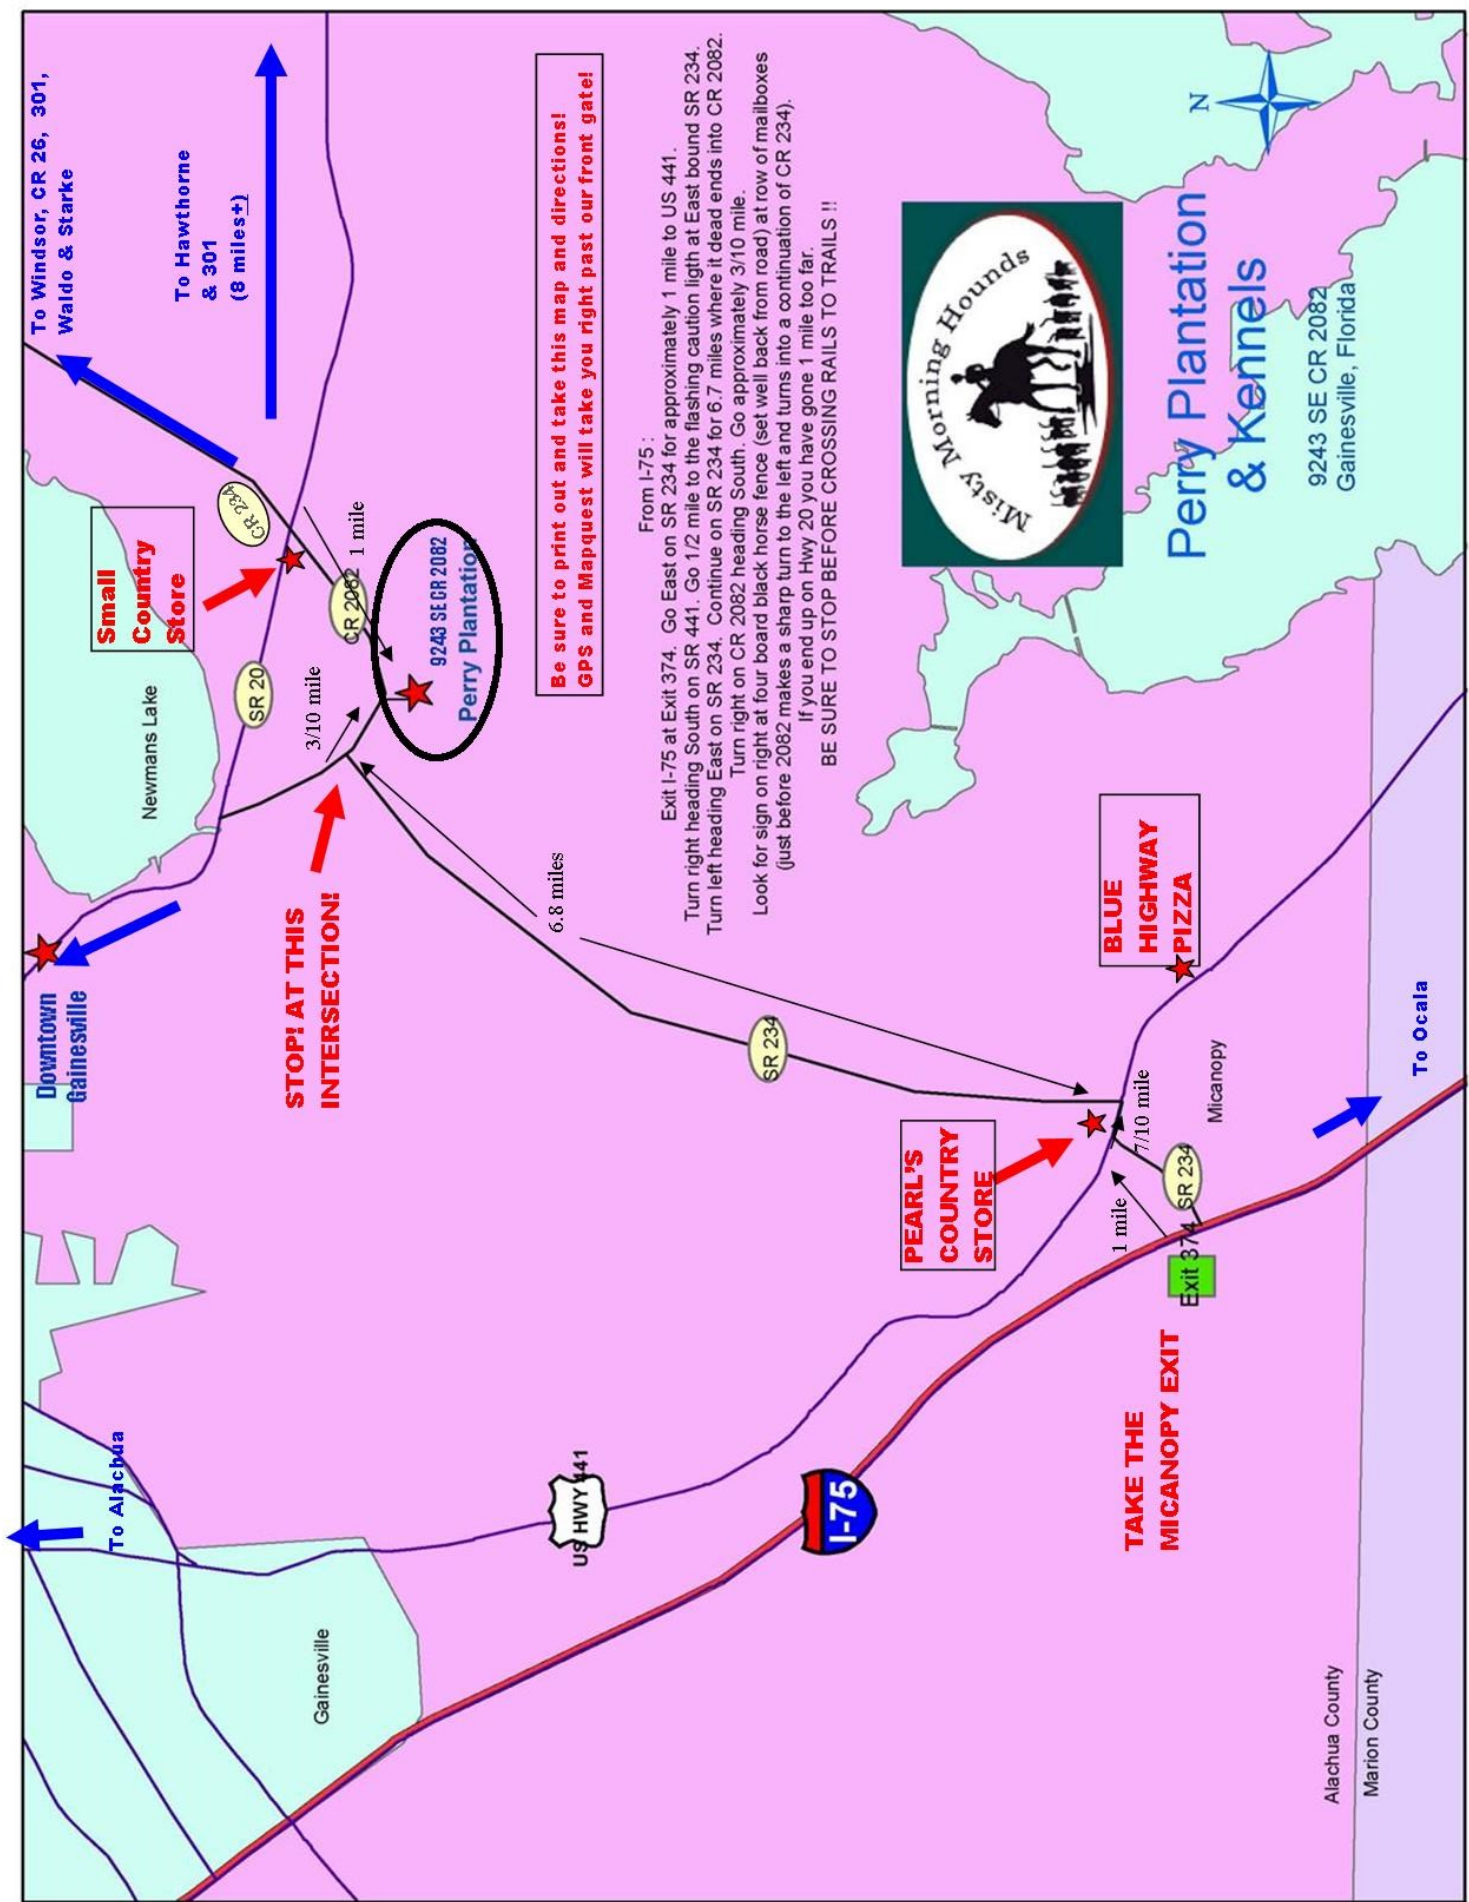 To Windsor, CR 26, 301,
Waldo & Starke
To Hawthorne
& 301
(8 miles+)
Downtown
Gainesville
To Alachua
Newmans Lake
Small
Country
Store
CR 234
SR 20
3/10 mile
CR 2082
1 mile
9243 SE CR 2082
Perry Plantation
STOP! AT THIS
INTERSECTION!
Gainesville
Be sure to print out and take this map and directions!
GPS and Mapquest will take you right past our front gate!
6.8 miles
US HWY 441
From I-75 :
Exit I-75 at Exit 374. Go East on SR 234 for approximately 1 mile to US 441.
Turn right heading South on SR 441. Go 1/2 mile to the flashing caution ligth at East bound SR 234.
Turn left heading East on SR 234. Continue on SR 234 for 6.7 miles where it dead ends into CR 2082.
Turn right on CR 2082 heading South. Go approximately 3/10 mile.
Look for sign on right at four board black horse fence (set well back from road) at row of mailboxes
(just before 2082 makes a sharp turn to the left and turns into a continuation of CR 234).
If you end up on Hwy 20 you have gone 1 mile too far.
BE SURE TO STOP BEFORE CROSSING RAILS TO TRAILS !!
SR 234
I-75
Misty Morning Hounds
PEARL'S
COUNTRY
STORE
BLUE
HIGHWAY
PIZZA
7/10 mile
1 mile
SR 234
Exit 374
Micanopy
TAKE THE
MICANOPY EXIT
N
Perry Plantation
& Kennels
9243 SE CR 2082
Gainesville, Florida
To Ocala
Alachua County
Marion County